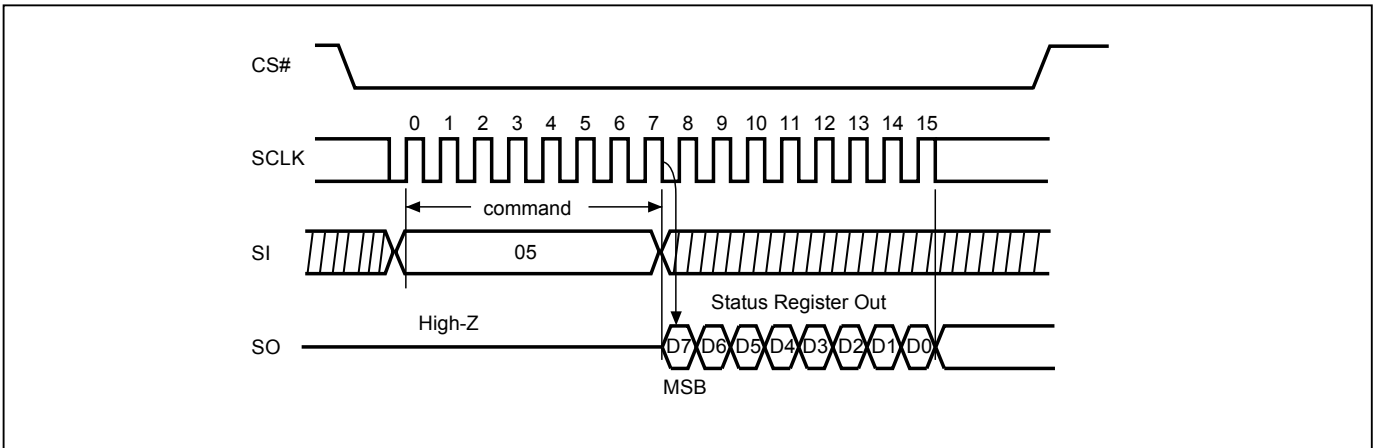 CS#
0 1 2 3 4 5 6 7 8 9 10 11 12 13 14 15
SCLK
command
SI
05
Status Register Out
High-Z
SO
D7 D6 D5 D4 D3 D2 D1 D0
MSB